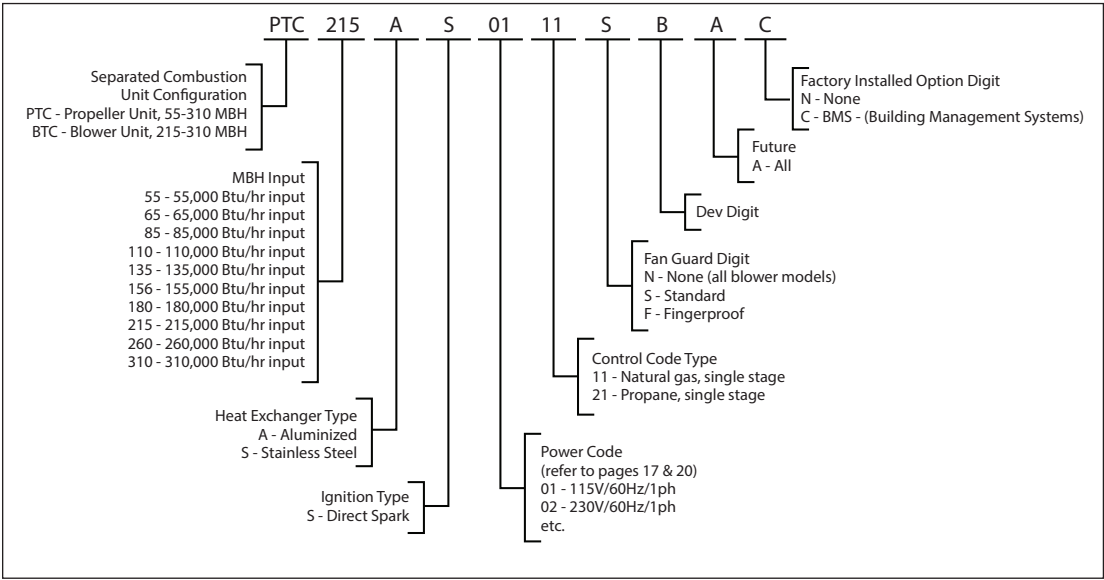 PTC 215 A S 01 11 S B A C
Separated Combustion
Unit Configuration
PTC - Propeller Unit, 55-310 MBH
BTC - Blower Unit, 215-310 MBH
MBH Input
55 - 55,000 Btu/hr input
65 - 65,000 Btu/hr input
85 - 85,000 Btu/hr input
110 - 110,000 Btu/hr input
135 - 135,000 Btu/hr input
156 - 155,000 Btu/hr input
180 - 180,000 Btu/hr input
215 - 215,000 Btu/hr input
260 - 260,000 Btu/hr input
310 - 310,000 Btu/hr input
Heat Exchanger Type
A - Aluminized
S - Stainless Steel
Ignition Type
S - Direct Spark
Power Code
(refer to pages 17 & 20)
01 - 115V/60Hz/1ph
02 - 230V/60Hz/1ph
etc.
Control Code Type
11 - Natural gas, single stage
21 - Propane, single stage
Fan Guard Digit
N - None (all blower models)
S - Standard
F - Fingerproof
Dev Digit
Future
A - All
Factory Installed Option Digit
N - None
C - BMS - (Building Management Systems)